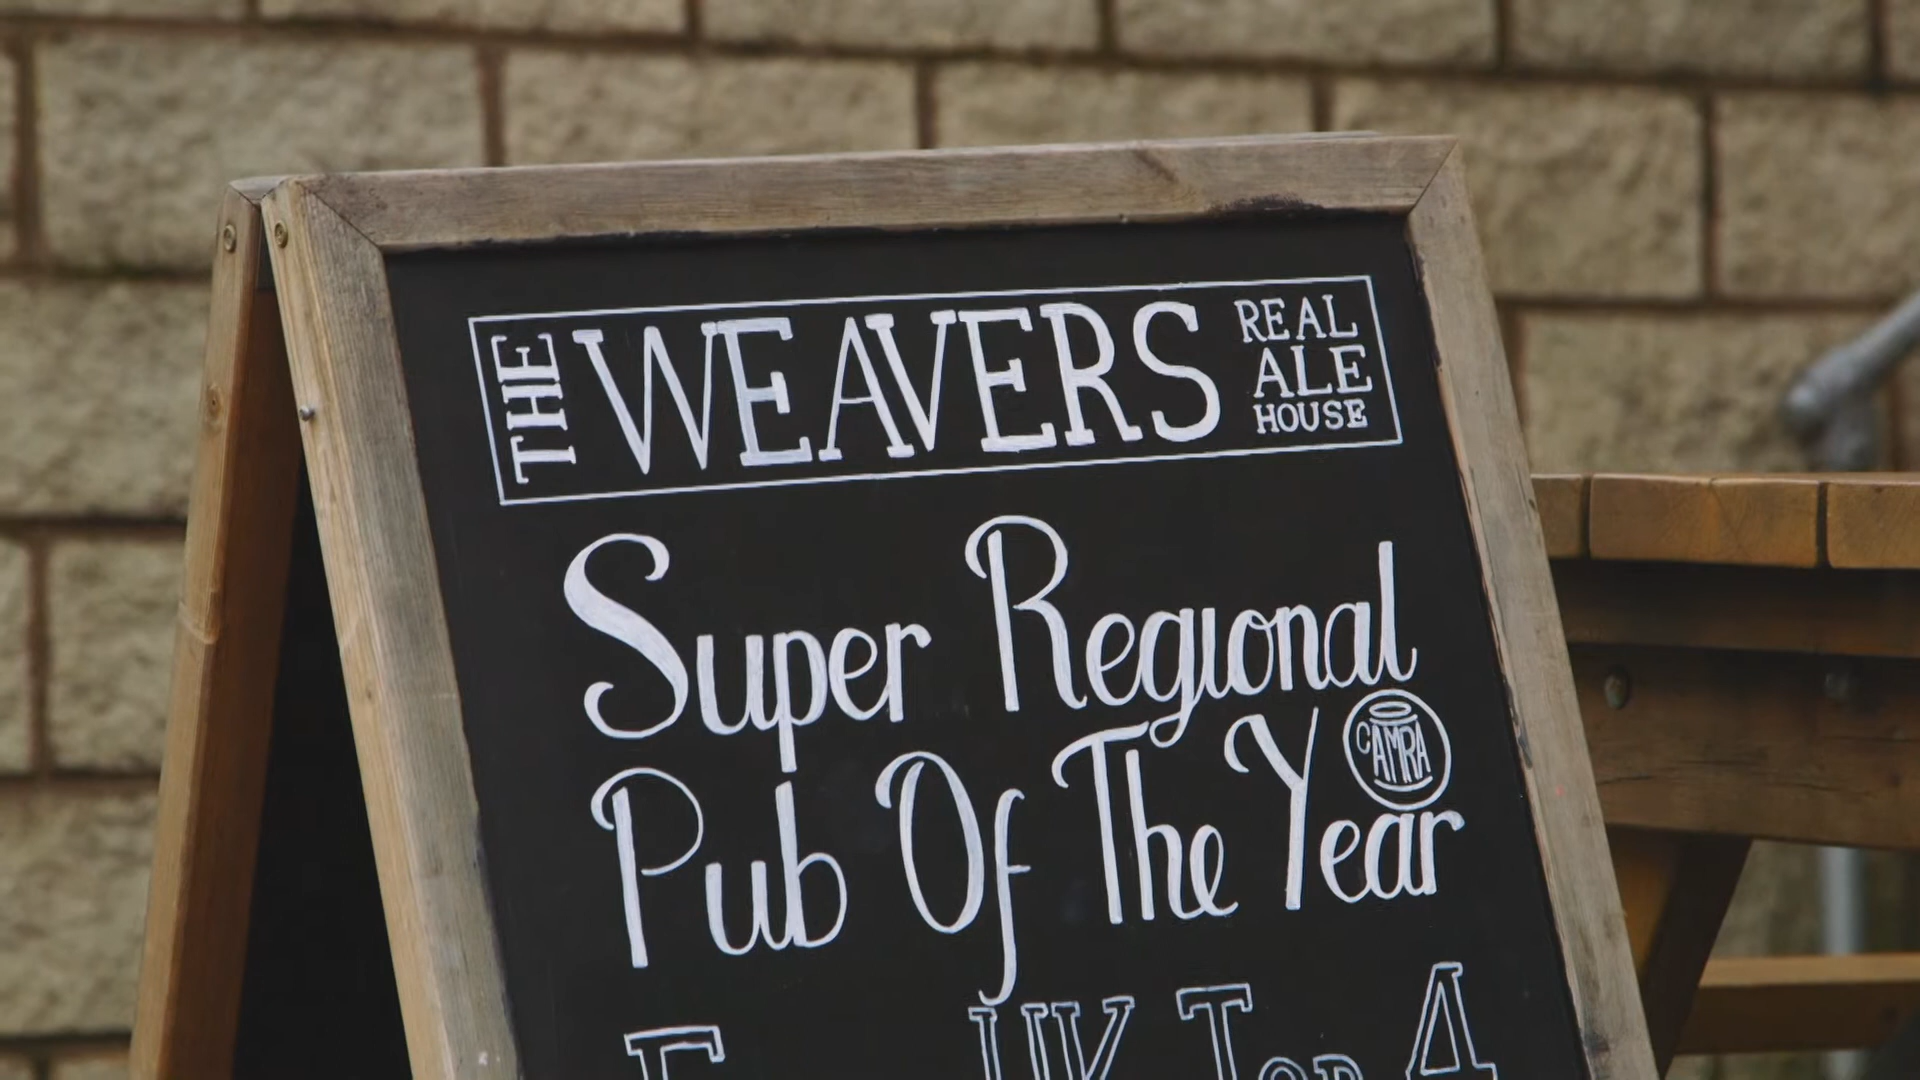 THE WEAVERS REAL ALE HOUSE
Super Regional
Pub Of The Year
CAMRA
UK Top 4